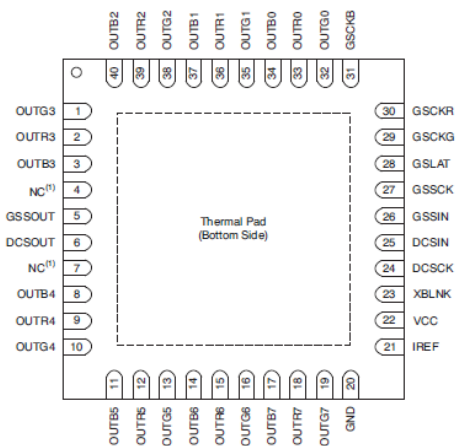 OUTB2
OUTR2
OUTG2
OUTB1
OUTR1
OUTG1
OUTB0
OUTR0
OUTG0
GSCKB
40
39
38
37
36
35
34
33
32
31
OUTG3 1
OUTR3 2
OUTB3 3
NC(1) 4
GSSOUT 5
DCSOUT 6
NC(1) 7
OUTB4 8
OUTR4 9
OUTG4 10
Thermal Pad
(Bottom Side)
30 GSCKR
29 GSCKG
28 GSLAT
27 GSSCK
26 GSSIN
25 DCSIN
24 DCSCK
23 XBLNK
22 VCC
21 IREF
11
12
13
14
15
16
17
18
19
20
OUTB5
OUTR5
OUTG5
OUTB6
OUTR6
OUTG6
OUTB7
OUTR7
OUTG7
GND